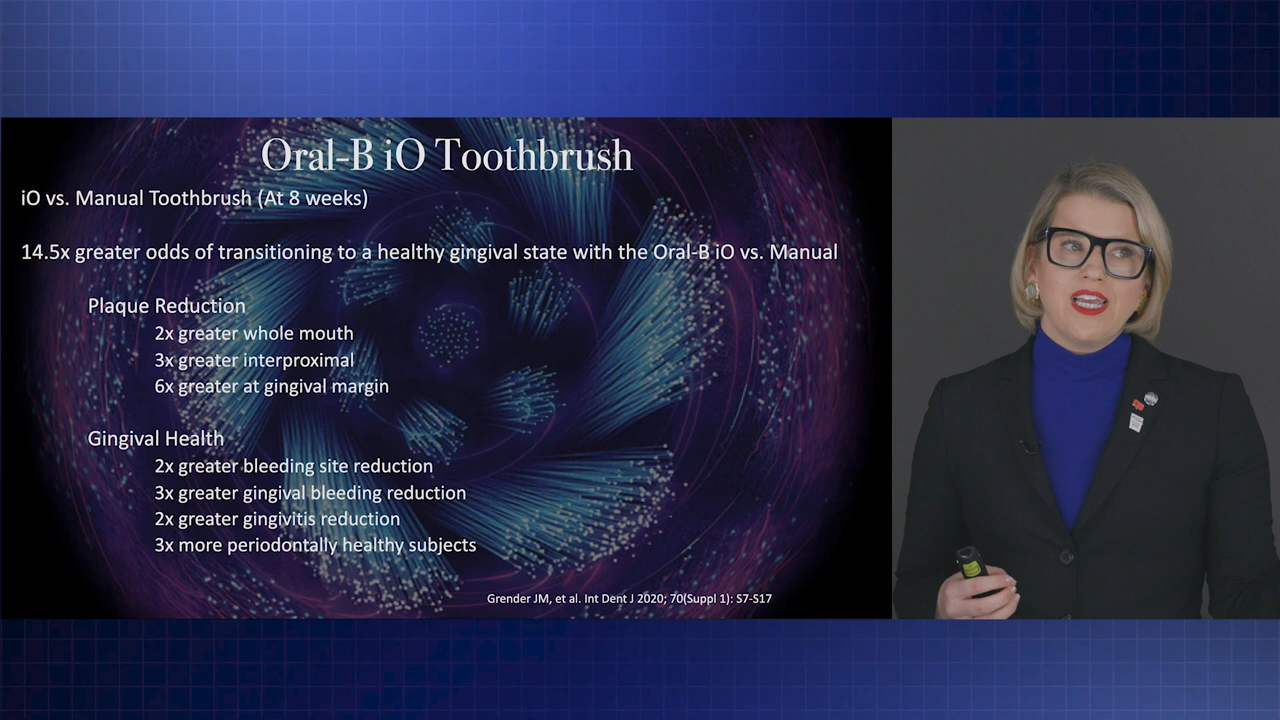 Oral-B iO Toothbrush
iO vs. Manual Toothbrush (At 8 weeks)
14.5x greater odds of transitioning to a healthy gingival state with the Oral-B iO vs. Manual
Plaque Reduction
2x greater whole mouth
3x greater interproximal
6x greater at gingival margin
Gingival Health
2x greater bleeding site reduction
3x greater gingival bleeding reduction
2x greater gingivitis reduction
3x more periodontally healthy subjects
Grender JM, et al. Int Dent J 2020; 70(Suppl 1): S7-S17